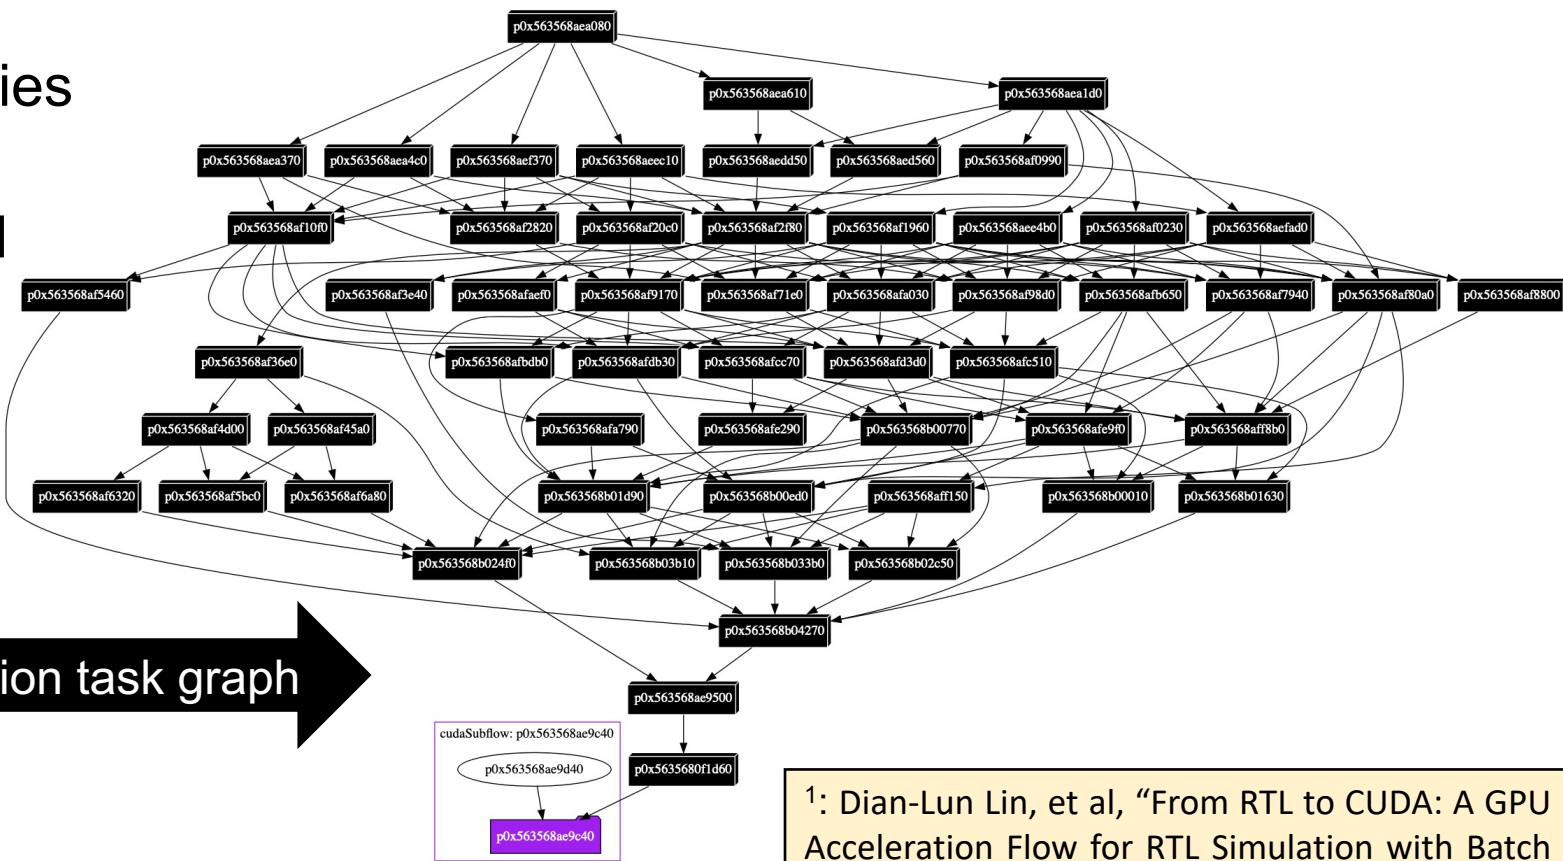 p0x563568aea080
ies
p0x563568aea610
p0x563568aea1d0
p0x563568aea370
p0x563568aea4c0
p0x563568aef370
p0x563568aeec10
p0x563568aedd50
p0x563568aed560
p0x563568af0990
p0x563568af10f0
p0x563568af2820
p0x563568af20c0
p0x563568af2f80
p0x563568af1960
p0x563568aee4b0
p0x563568af0230
p0x563568aefad0
p0x563568af5460
p0x563568af3e40
p0x563568afaef0
p0x563568af9170
p0x563568af71e0
p0x563568afa030
p0x563568af98d0
p0x563568afb650
p0x563568af7940
p0x563568af80a0
p0x563568af8800
p0x563568af36e0
p0x563568afbdb0
p0x563568afdb30
p0x563568afcc70
p0x563568afd3d0
p0x563568afc510
p0x563568af4d00
p0x563568af45a0
p0x563568afa790
p0x563568afe290
p0x563568b00770
p0x563568afe9f0
p0x563568aff8b0
p0x563568af6320
p0x563568af5bc0
p0x563568af6a80
p0x563568b01d90
p0x563568b00ed0
p0x563568aff150
p0x563568b00010
p0x563568b01630
p0x563568b024f0
p0x563568b03b10
p0x563568b033b0
p0x563568b02c50
p0x563568b04270
ion task graph
p0x563568ae9500
cudaSubflow: p0x563568ae9c40
p0x563568ae9d40
p0x5635680f1d60
p0x563568ae9c40
¹: Dian-Lun Lin, et al, “From RTL to CUDA: A GPU
Acceleration Flow for RTL Simulation with Batch